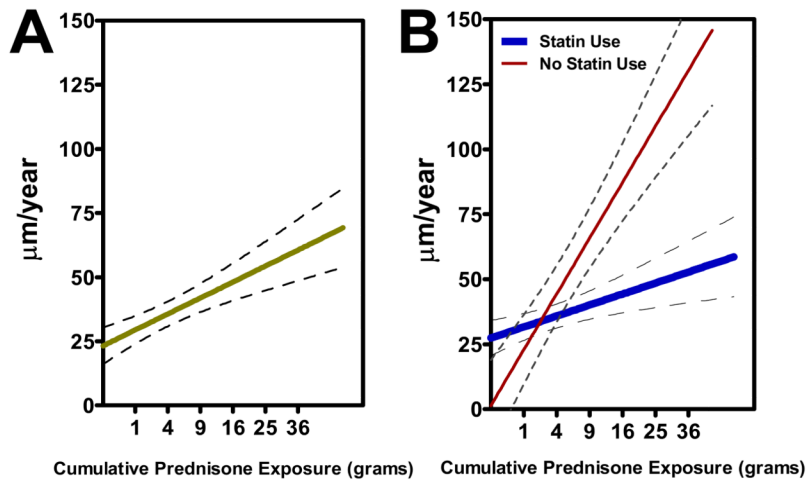 A
150
125
100
75
50
25
0
μm/year
1 4 9 16 25 36
Cumulative Prednisone Exposure (grams)
B
150
125
100
75
50
25
0
μm/year
Statin Use
No Statin Use
1 4 9 16 25 36
Cumulative Prednisone Exposure (grams)